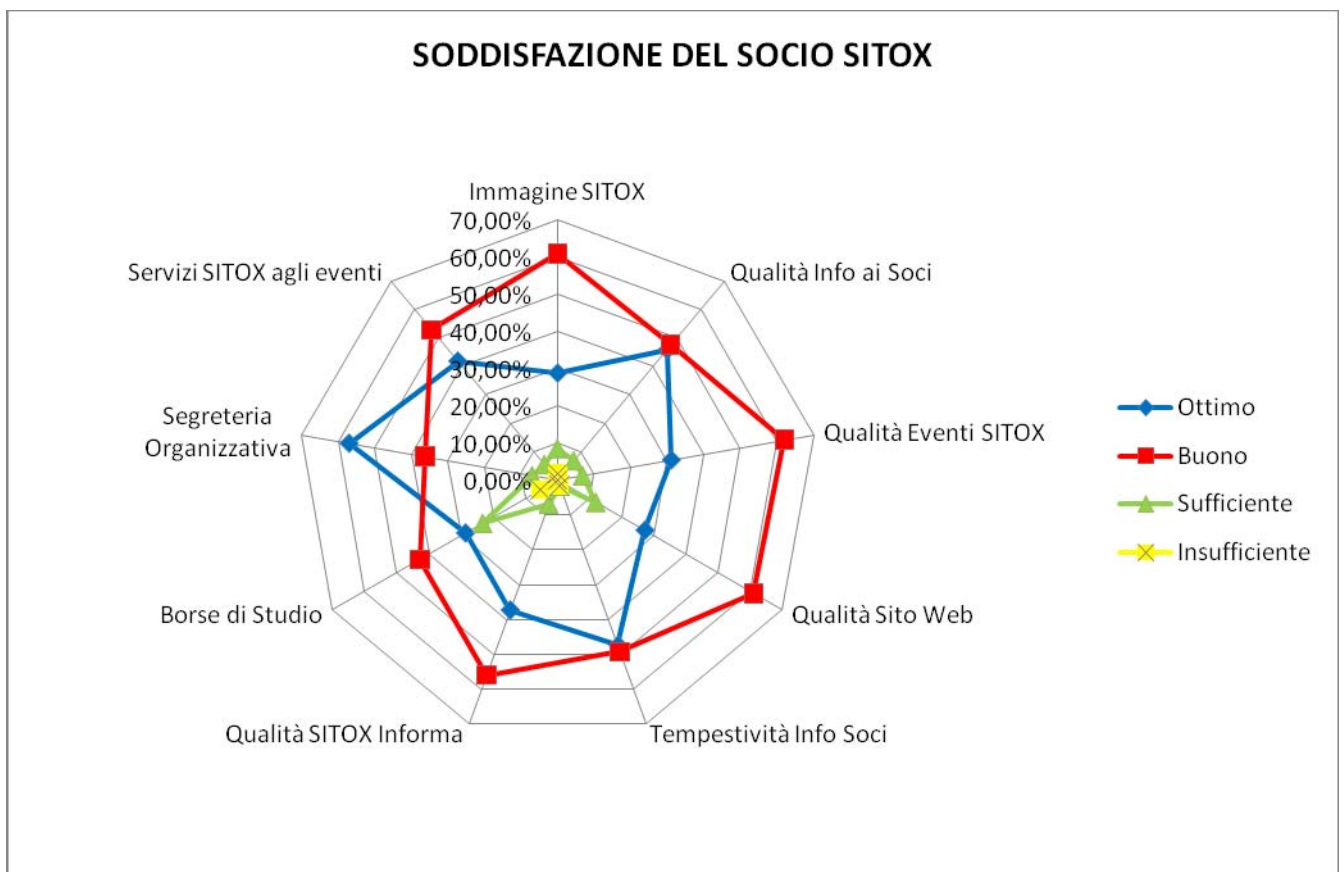 SODDISFAZIONE DEL SOCIO SITOX
Immagine SITOX
70,00%
60,00%
50,00%
40,00%
30,00%
20,00%
10,00%
0,00%
Servizi SITOX agli eventi
Qualità Info ai Soci
Segreteria
Organizzativa
Qualità Eventi SITOX
Borse di Studio
Qualità Sito Web
Qualità SITOX Informa
Tempestività Info Soci
Ottimo
Buono
Sufficiente
Insufficiente